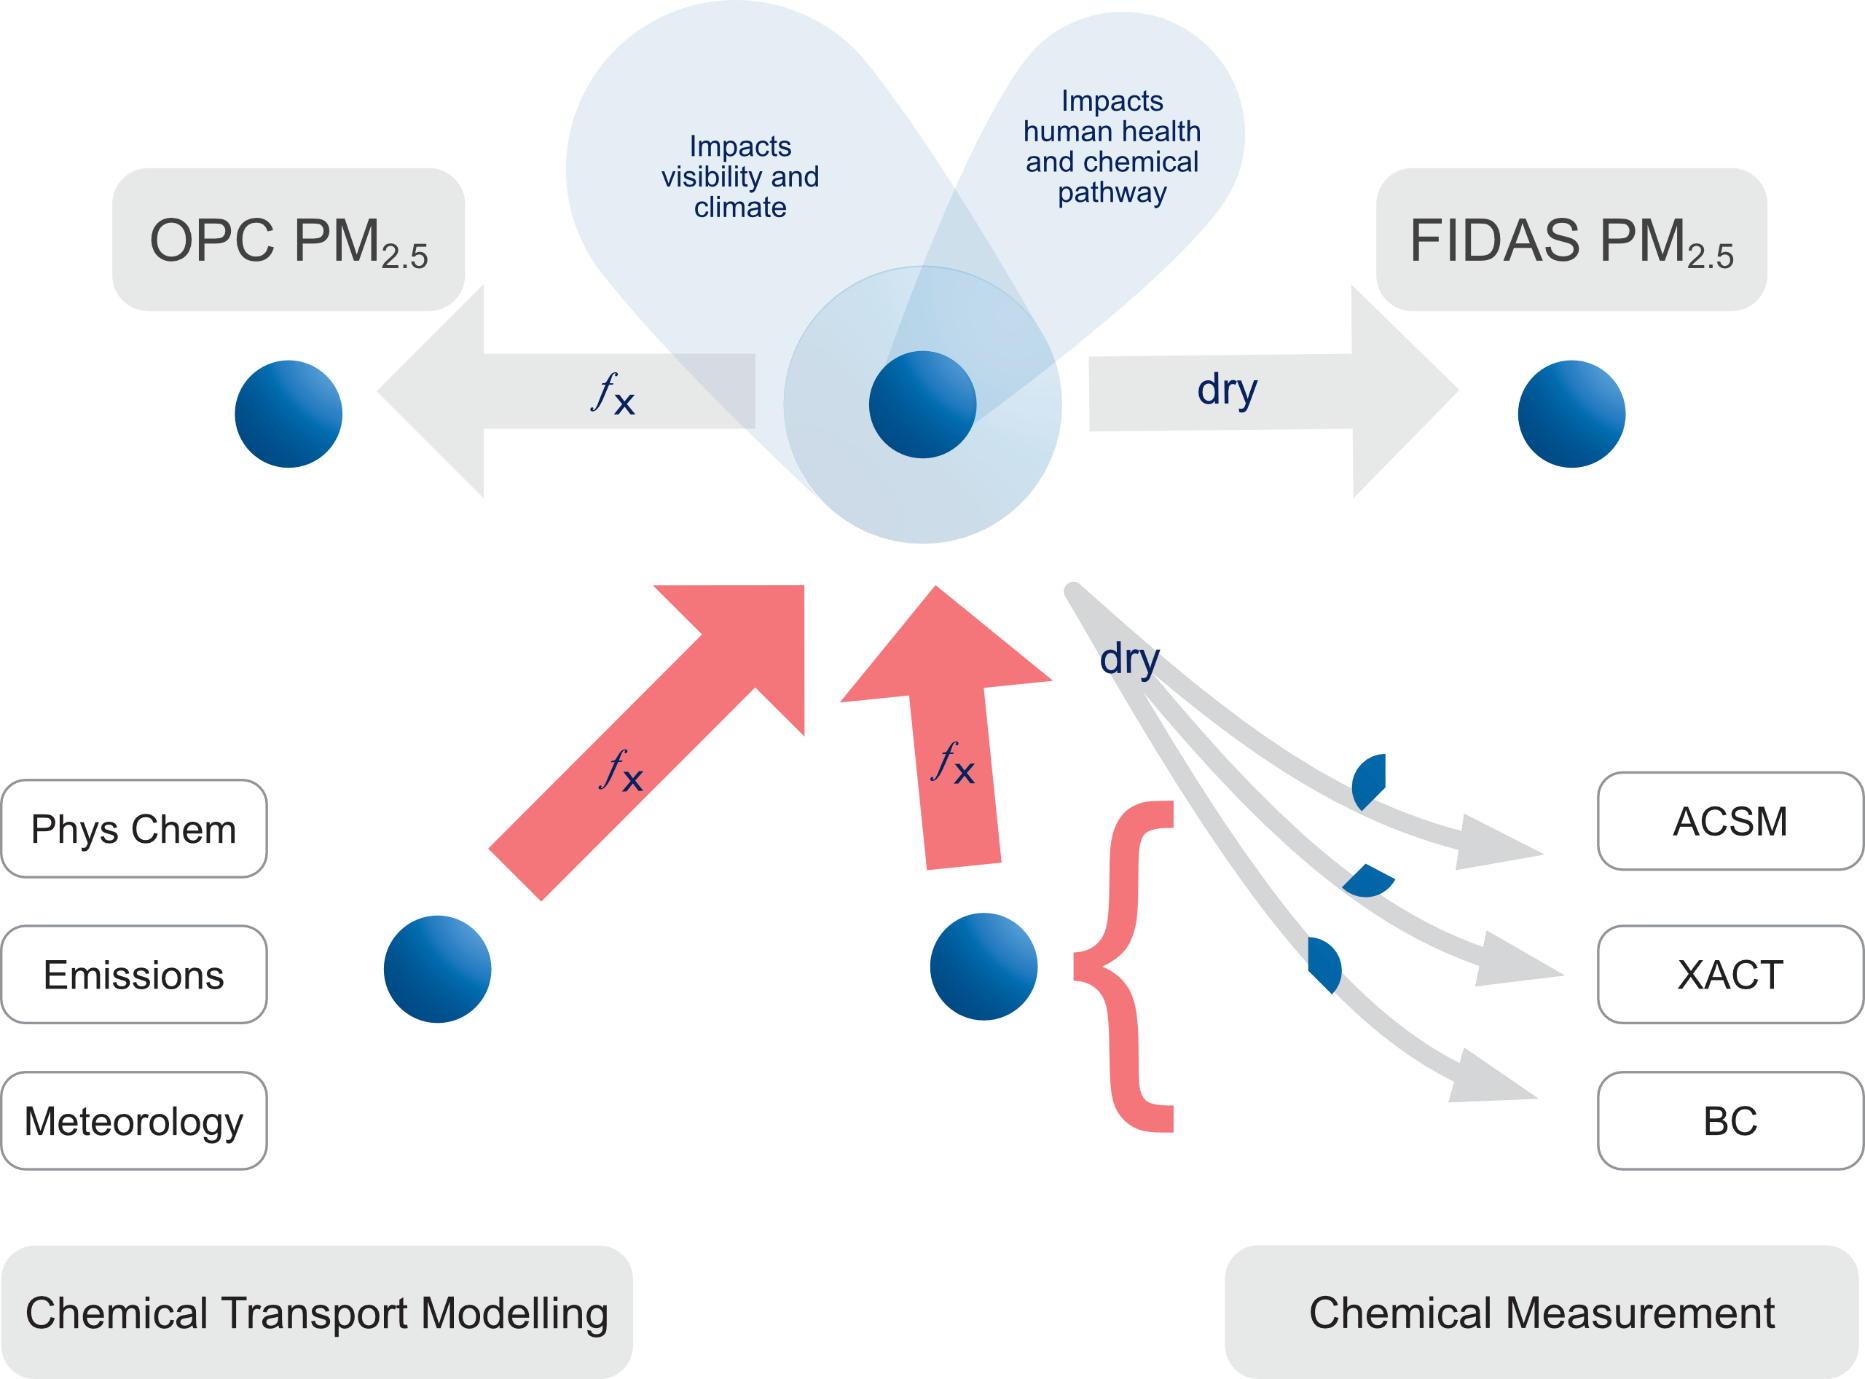 Impacts
visibility and
climate
Impacts
human health
and chemical
pathway
OPC PM2.5
FIDAS PM2.5
fx
dry
dry
fx
fx
Phys Chem
Emissions
Meteorology
ACSM
XACT
BC
Chemical Transport Modelling
Chemical Measurement